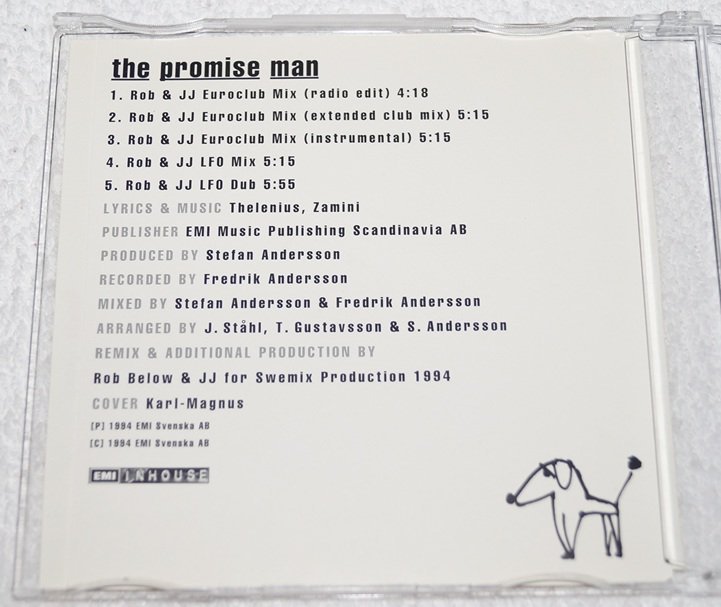 the promise man
1. Rob & JJ Euroclub Mix (radio edit) 4:18
2. Rob & JJ Euroclub Mix (extended club mix) 5:15
3. Rob & JJ Euroclub Mix (instrumental) 5:15
4. Rob & JJ LFO Mix 5:15
5. Rob & JJ LFO Dub 5:55
LYRICS & MUSIC Thelenius, Zamini
PUBLISHER EMI Music Publishing Scandinavia AB
PRODUCED BY Stefan Andersson
RECORDED BY Fredrik Andersson
MIXED BY Stefan Andersson & Fredrik Andersson
ARRANGED BY J. Ståhl, T. Gustavsson & S. Andersson
REMIX & ADDITIONAL PRODUCTION BY
Rob Below & JJ for Swemix Production 1994
COVER Karl-Magnus
[P] 1994 EMI Svenska AB
[C] 1994 EMI Svenska AB
EMI INHOUSE